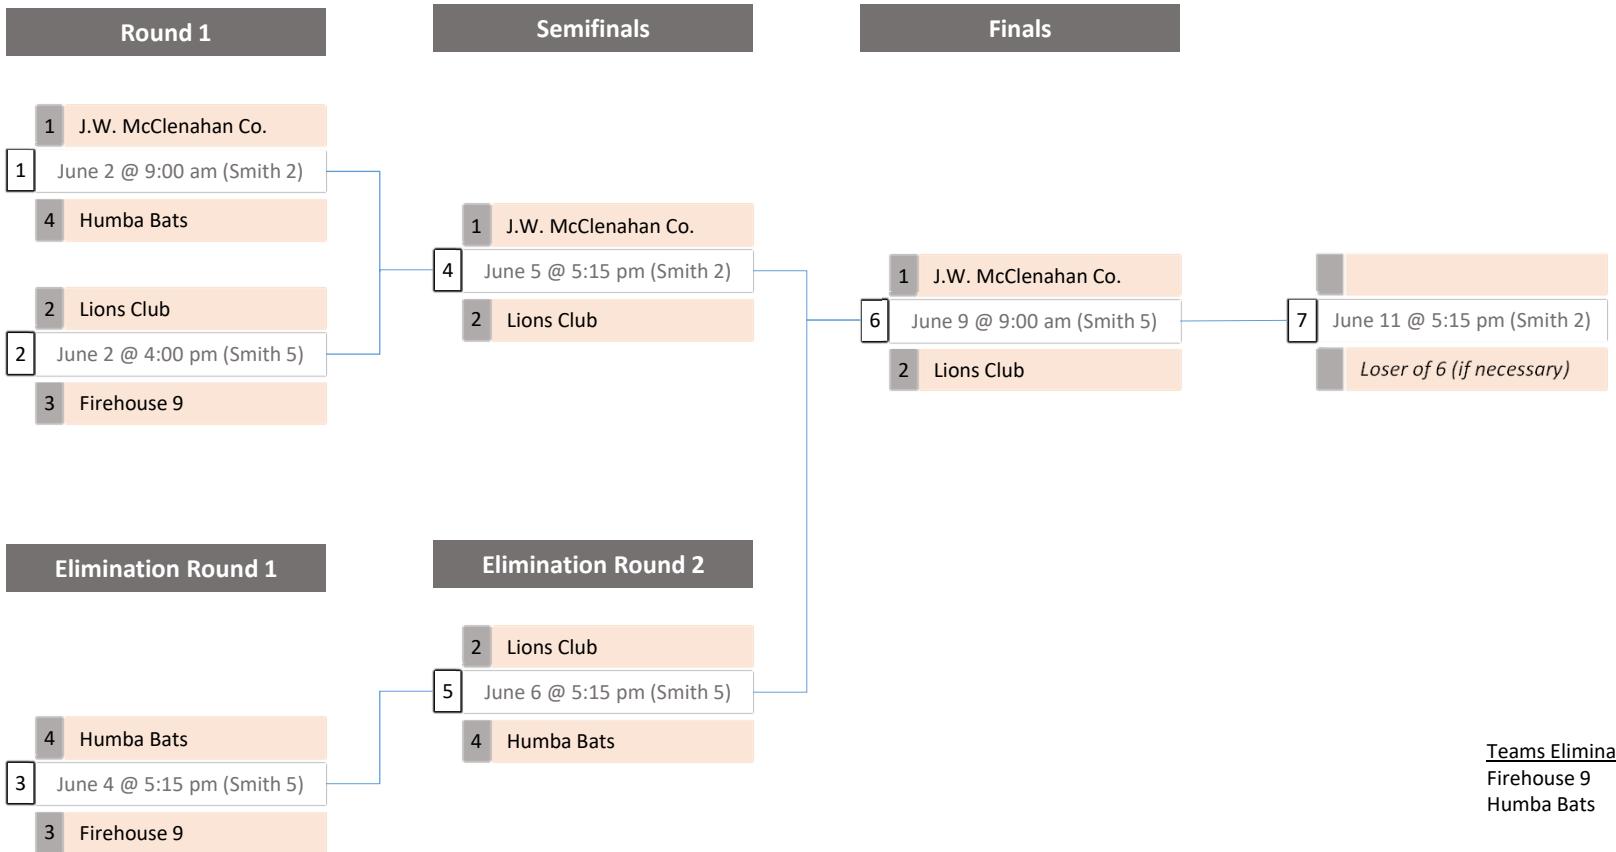 Round 1
Semifinals
Finals
1 J.W. McClenahan Co.
1 June 2 @ 9:00 am (Smith 2)
4 Humba Bats
2 Lions Club
2 June 2 @ 4:00 pm (Smith 5)
3 Firehouse 9
1 J.W. McClenahan Co.
4 June 5 @ 5:15 pm (Smith 2)
2 Lions Club
1 J.W. McClenahan Co.
6 June 9 @ 9:00 am (Smith 5)
2 Lions Club
7 June 11 @ 5:15 pm (Smith 2)
Loser of 6 (if necessary)
Elimination Round 1
Elimination Round 2
4 Humba Bats
3 June 4 @ 5:15 pm (Smith 5)
3 Firehouse 9
2 Lions Club
5 June 6 @ 5:15 pm (Smith 5)
4 Humba Bats
Teams Elimina
Firehouse 9
Humba Bats